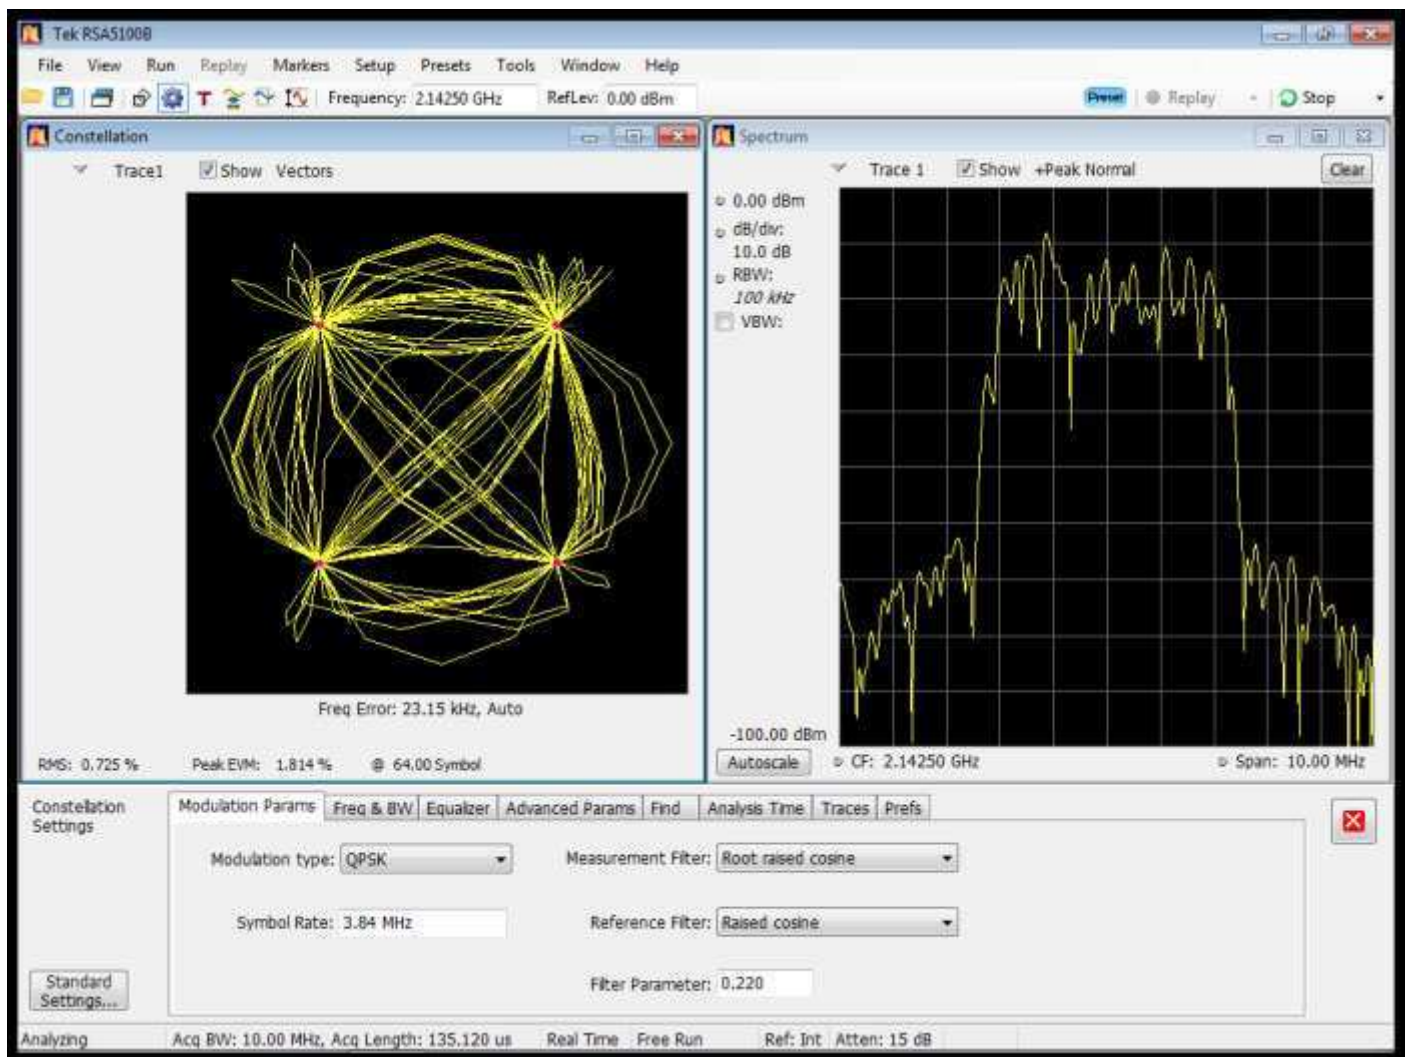 Tek RSA5100B
File View Run Replay Markers Setup Presets Tools Window Help
Frequency: 2.14250 GHz RefLev: 0.00 dBm Preset Replay Stop
Constellation
Trace1 Show Vectors
Freq Error: 23.15 kHz, Auto
RMS: 0.725 % Peak EVM: 1.814 % @ 64.00 Symbol
Spectrum
Trace 1 Show +Peak Normal Clear
0.00 dBm
dB/div:
10.0 dB
RBW:
100 kHz
VBW:
-100.00 dBm
Autoscale CF: 2.14250 GHz Span: 10.00 MHz
Constellation
Settings
Modulation Params Freq & BW Equalizer Advanced Params Find Analysis Time Traces Prefs
Modulation type: QPSK Measurement Filter: Root raised cosine
Symbol Rate: 3.84 MHz Reference Filter: Raised cosine
Filter Parameter: 0.220
Standard
Settings...
Analyzing Acq BW: 10.00 MHz, Acq Length: 135.120 us Real Time Free Run Ref: Int Atten: 15 dB